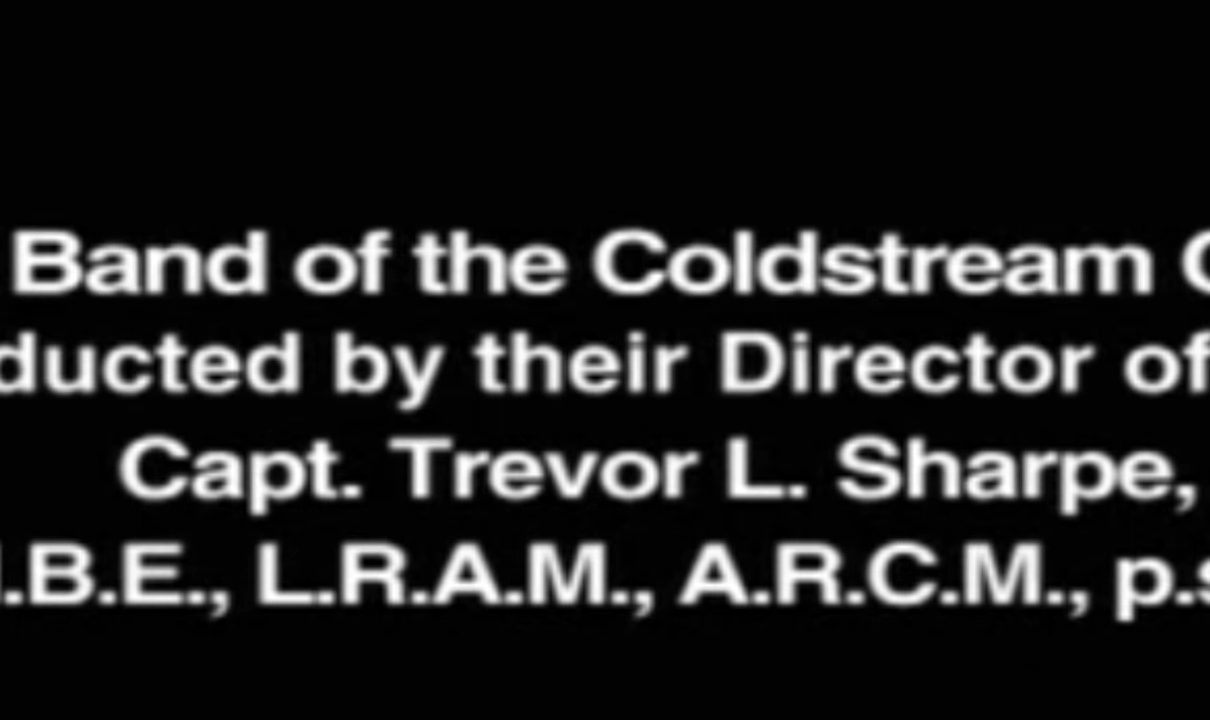 Band of the Coldstream
ducted by their Director of
Capt. Trevor L. Sharpe,
.B.E., L.R.A.M., A.R.C.M., p.s